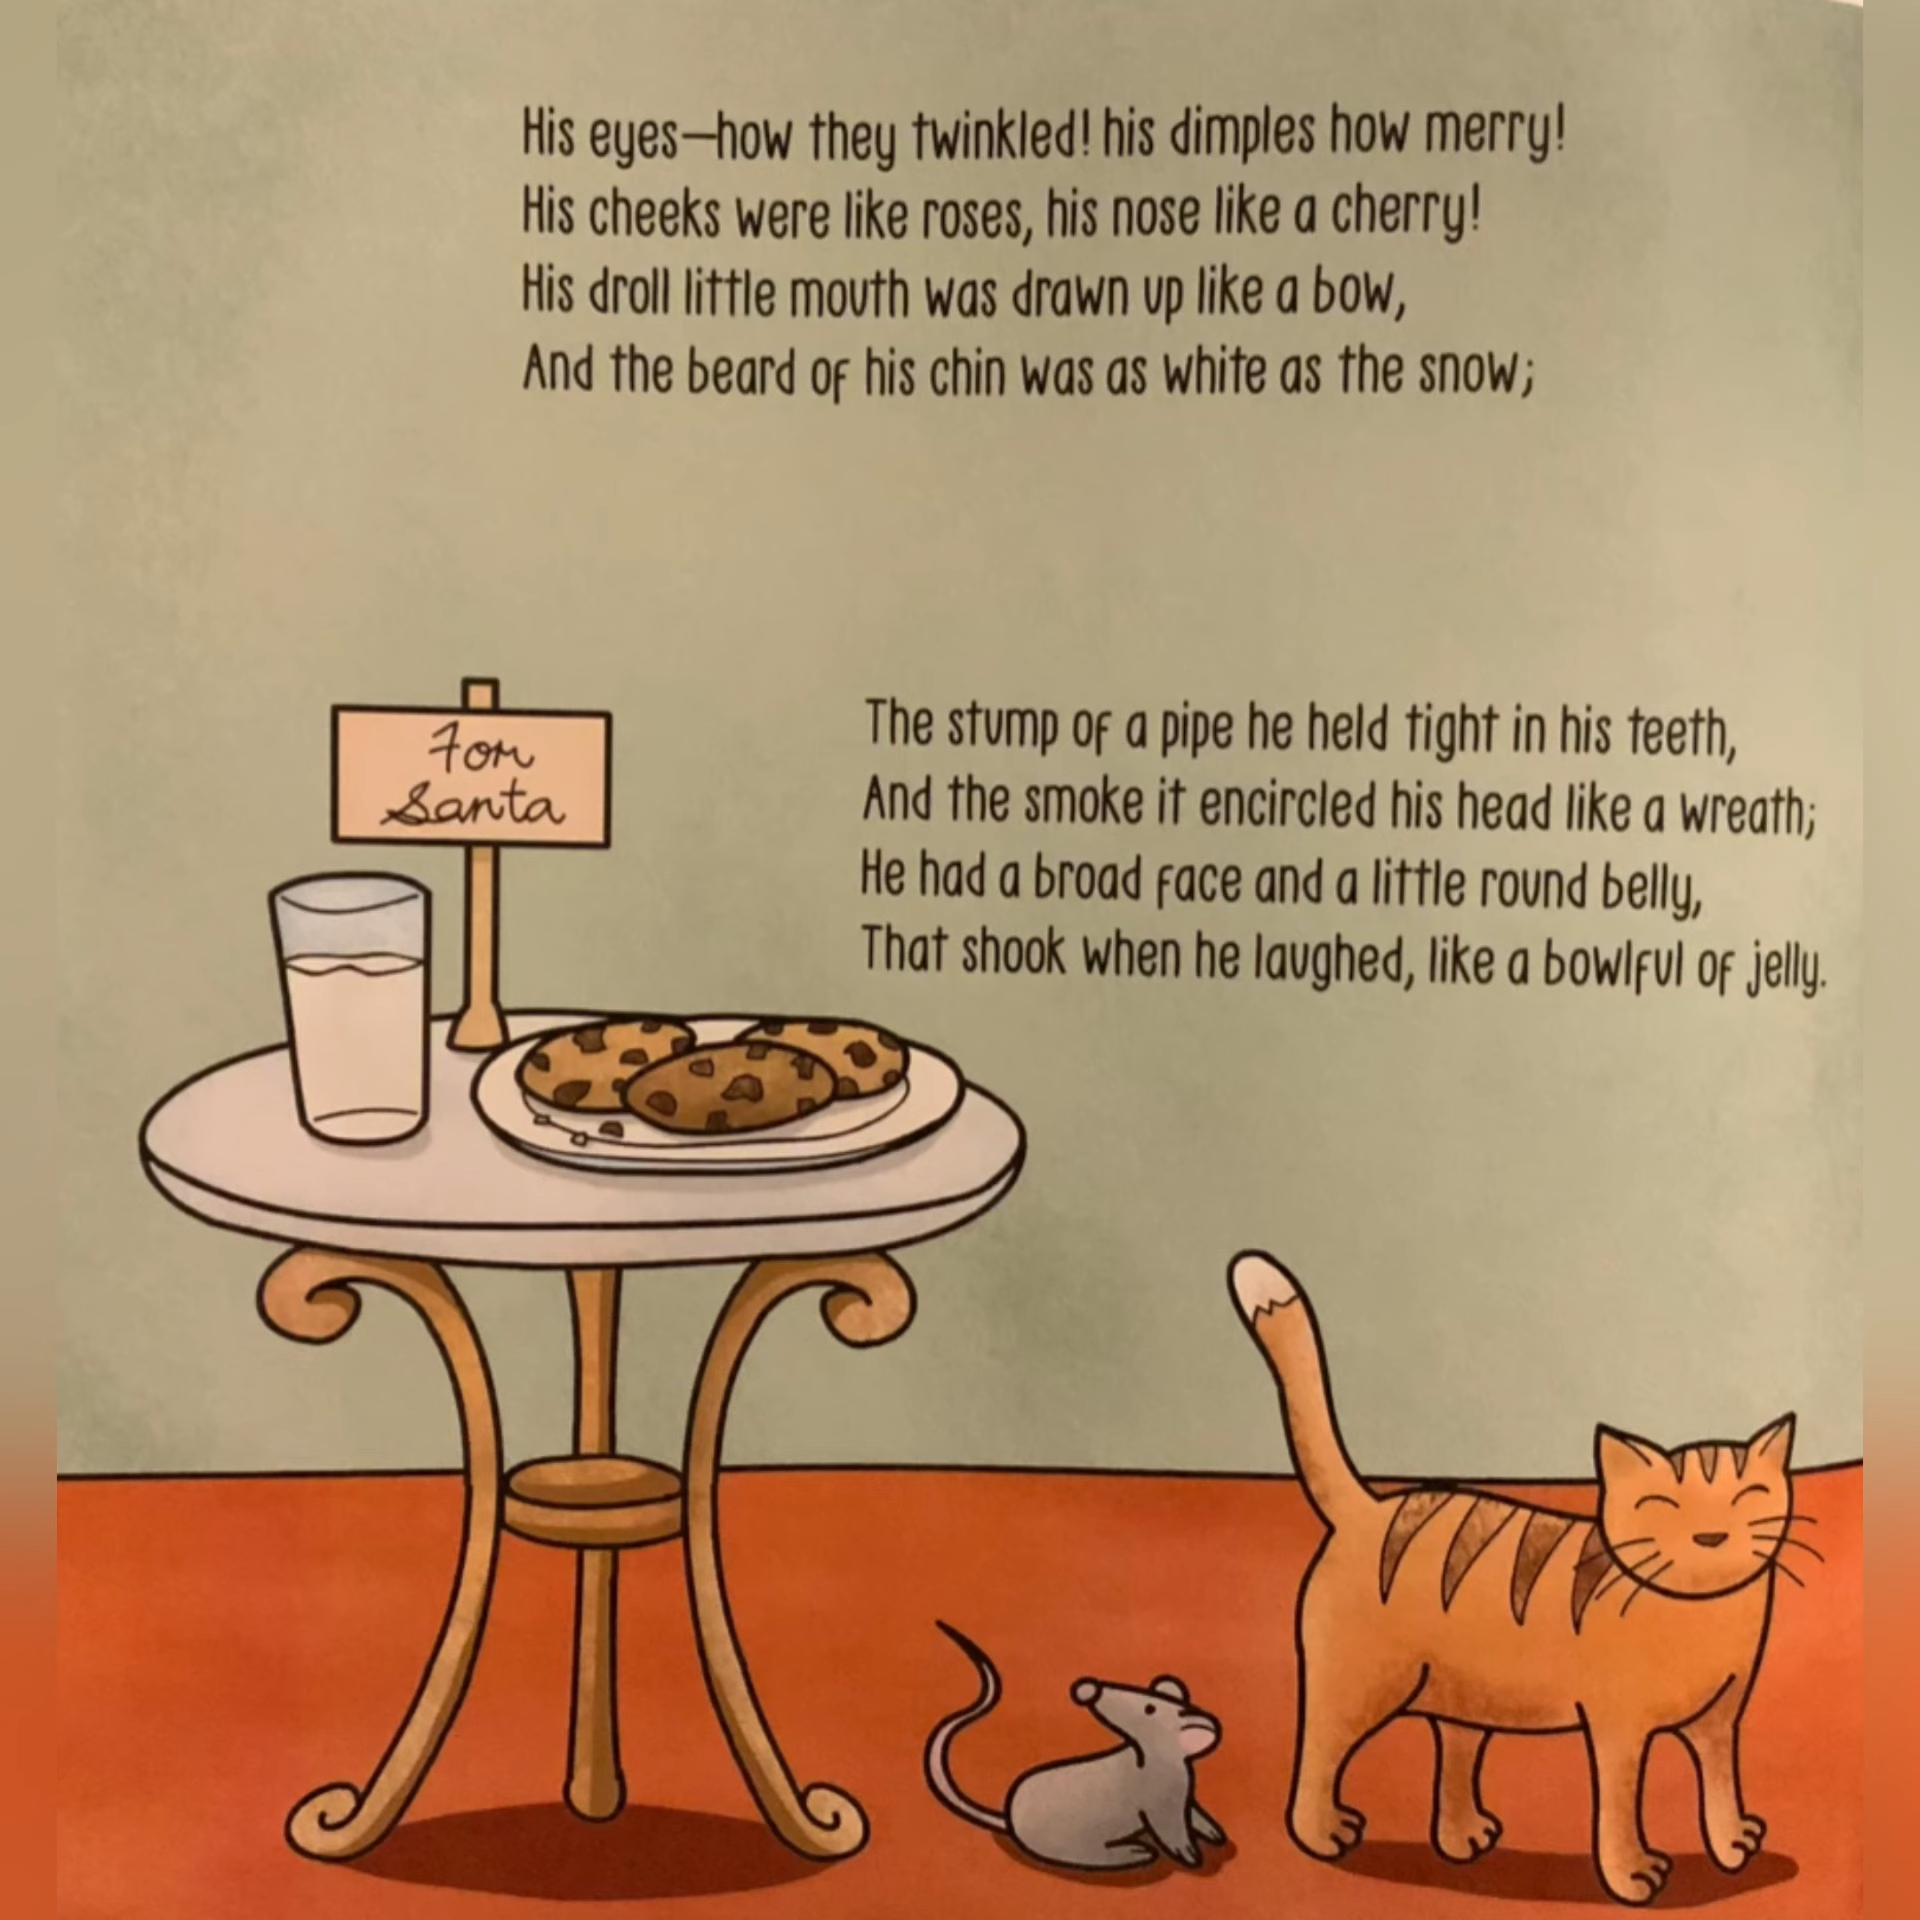 His eyes—how they twinkled! his dimples how merry!
His cheeks were like roses, his nose like a cherry!
His droll little mouth was drawn up like a bow,
And the beard of his chin was as white as the snow;
For
Santa
The stump of a pipe he held tight in his teeth,
And the smoke it encircled his head like a wreath;
He had a broad face and a little round belly,
That shook when he laughed, like a bowlful of jelly.